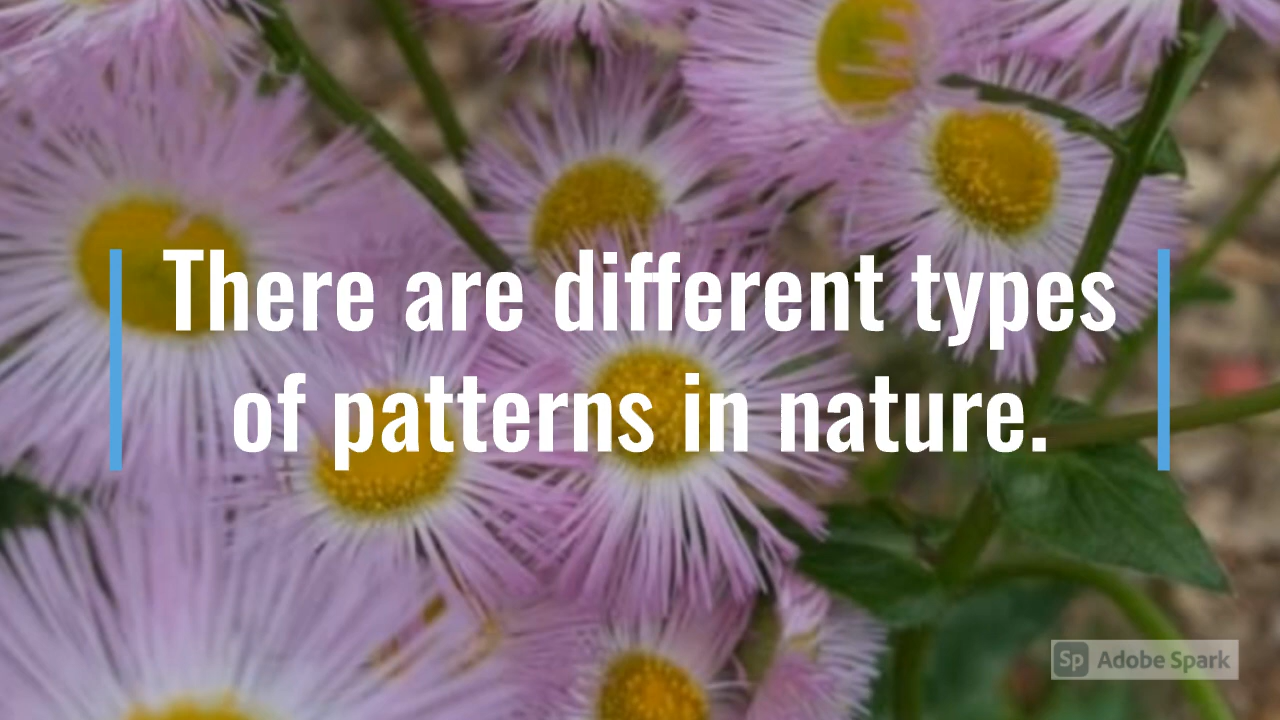 There are different types
of patterns in nature.
Sp Adobe Spark